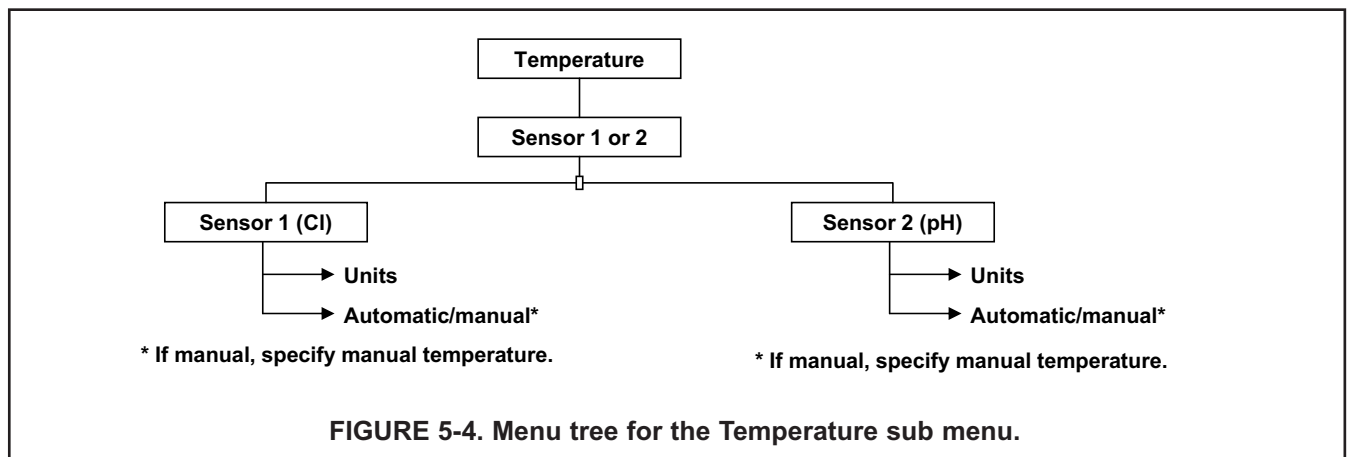 Temperature
Sensor 1 or 2
Sensor 1 (Cl)
Units
Automatic/manual*
* If manual, specify manual temperature.
Sensor 2 (pH)
Units
Automatic/manual*
* If manual, specify manual temperature.
FIGURE 5-4. Menu tree for the Temperature sub menu.